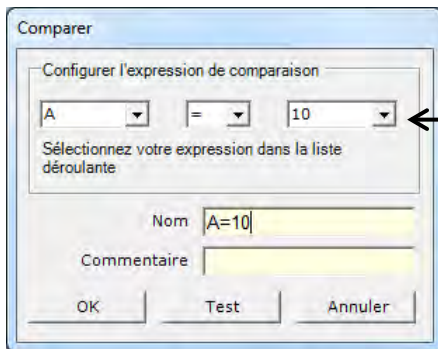 Comparer
Configurer l'expression de comparaison
A = 10
Sélectionnez votre expression dans la liste
déroulante
Nom A=10
Commentaire
OK Test Annuler